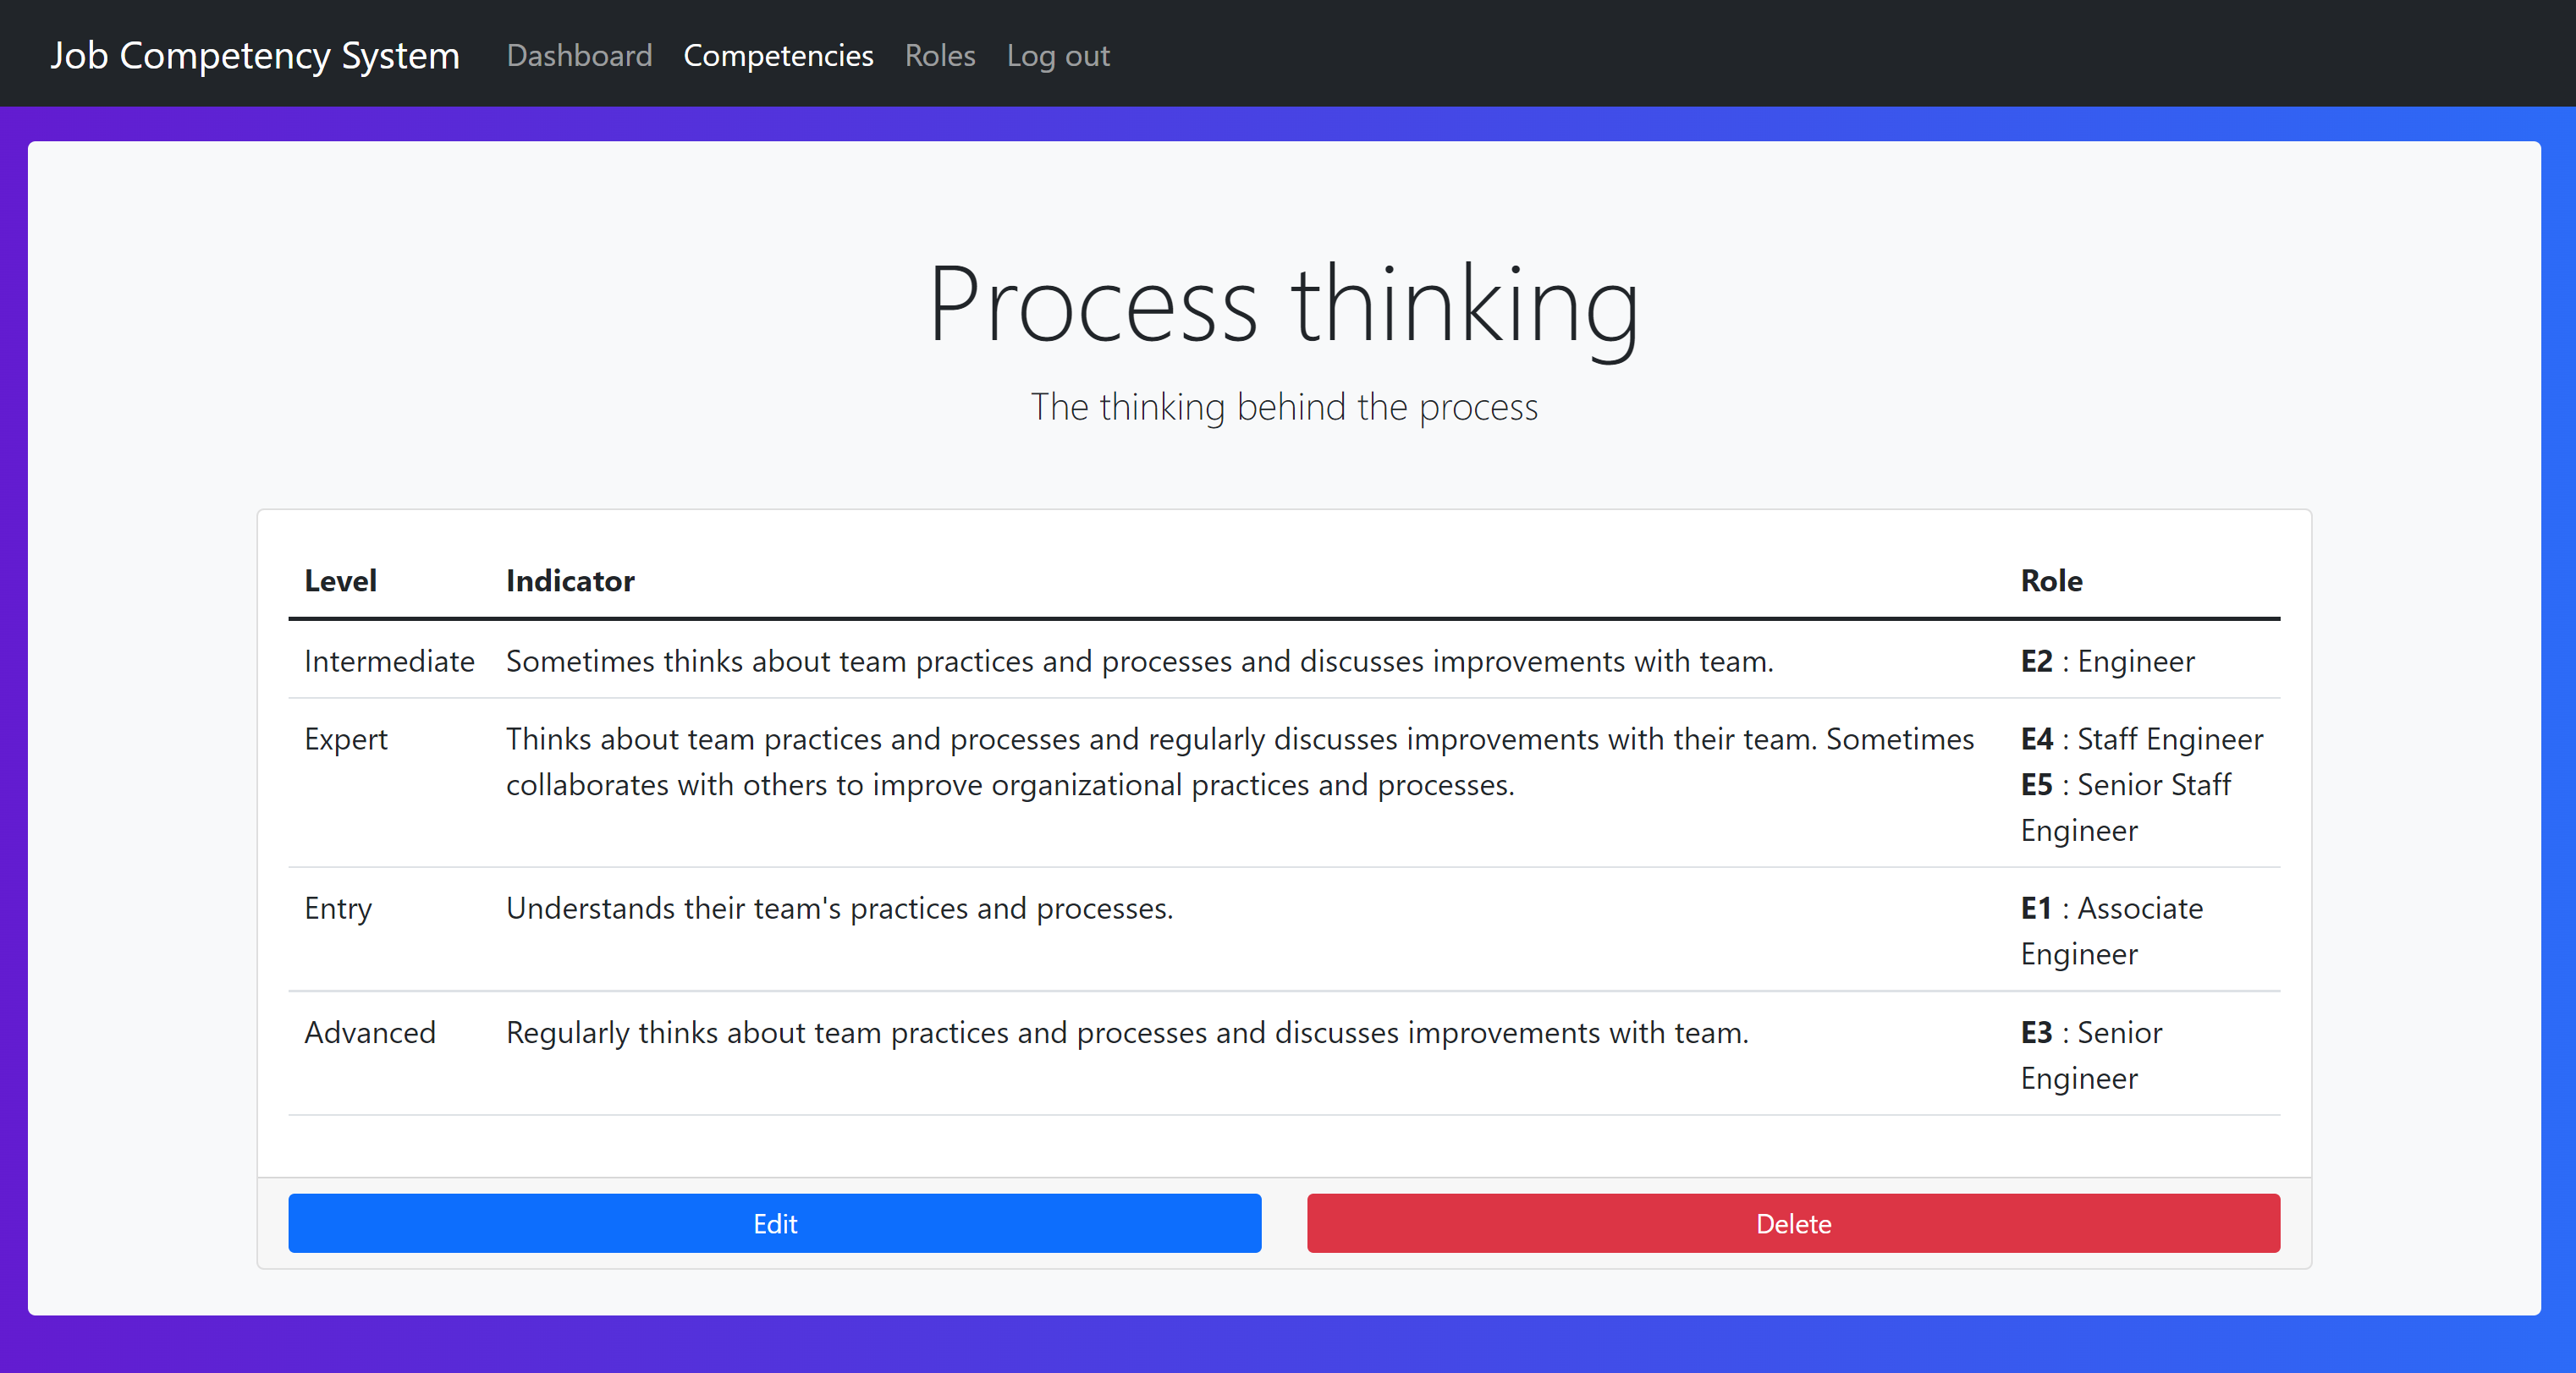 Job Competency System Dashboard Competencies Roles Log out
Process thinking
The thinking behind the process
Level Indicator Role
Intermediate Sometimes thinks about team practices and processes and discusses improvements with team. E2 : Engineer
Expert Thinks about team practices and processes and regularly discusses improvements with their team. Sometimes E4 : Staff Engineer
collaborates with others to improve organizational practices and processes. E5 : Senior Staff
Engineer
Entry Understands their team's practices and processes. E1 : Associate
Engineer
Advanced Regularly thinks about team practices and processes and discusses improvements with team. E3 : Senior
Engineer
Edit Delete